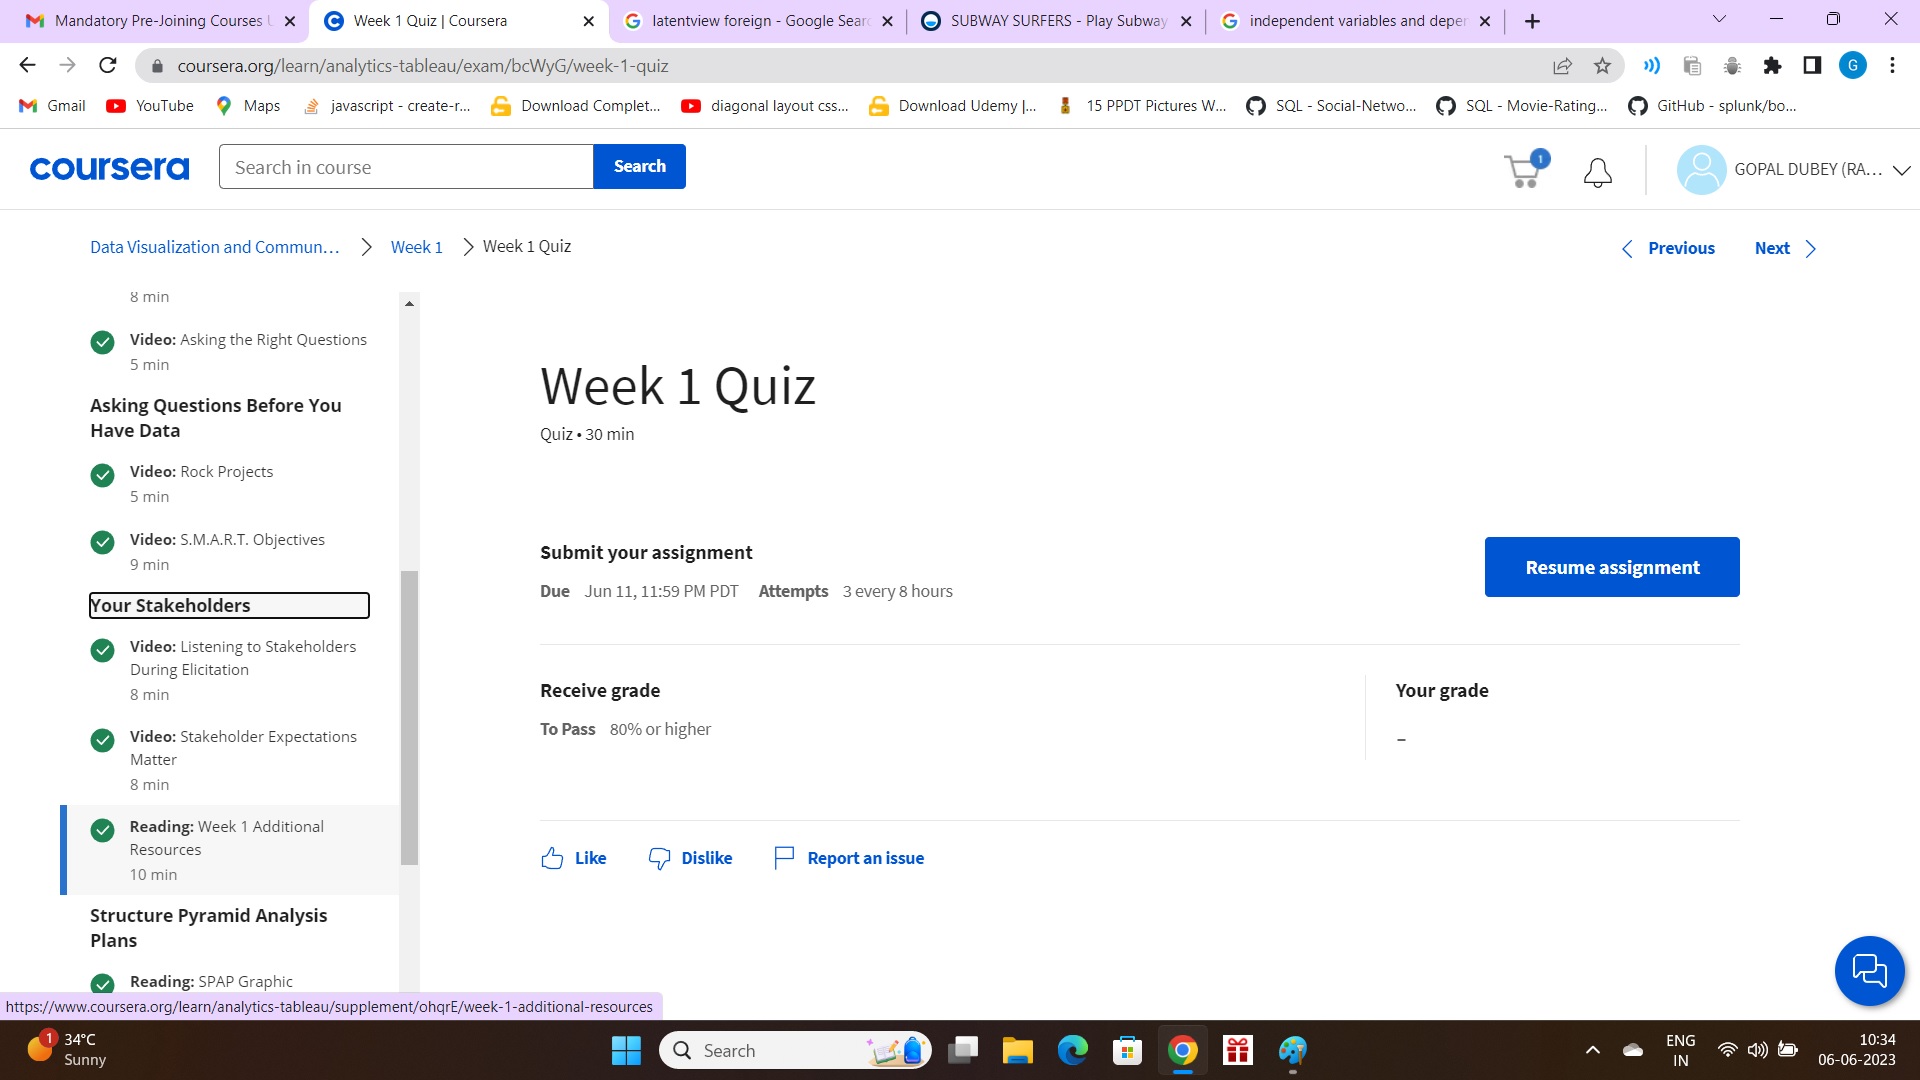 Mandatory Pre-Joining Courses U
Week 1 Quiz | Coursera
latentview foreign - Google Searc
SUBWAY SURFERS - Play Subway
independent variables and deper
coursera.org/learn/analytics-tableau/exam/bcWyG/week-1-quiz
G
Gmail
YouTube
Maps
javascript - create-r...
Download Complet...
diagonal layout css...
Download Udemy |...
15 PPDT Pictures W...
SQL - Social-Netwo...
SQL - Movie-Rating...
GitHub - splunk/bo...
coursera
Search in course
Search
1
GOPAL DUBEY (RA...
Data Visualization and Commun...
Week 1
Week 1 Quiz
Previous
Next
8 min
Video: Asking the Right Questions
5 min
Asking Questions Before You
Have Data
Video: Rock Projects
5 min
Video: S.M.A.R.T. Objectives
9 min
Your Stakeholders
Video: Listening to Stakeholders
During Elicitation
8 min
Video: Stakeholder Expectations
Matter
8 min
Reading: Week 1 Additional
Resources
10 min
Structure Pyramid Analysis
Plans
Reading: SPAP Graphic
Week 1 Quiz
Quiz • 30 min
Submit your assignment
Due Jun 11, 11:59 PM PDT Attempts 3 every 8 hours
Resume assignment
Receive grade
To Pass 80% or higher
Your grade
–
Like
Dislike
Report an issue
https://www.coursera.org/learn/analytics-tableau/supplement/ohqrE/week-1-additional-resources
1
34°C
Sunny
Search
ENG
IN
10:34
06-06-2023